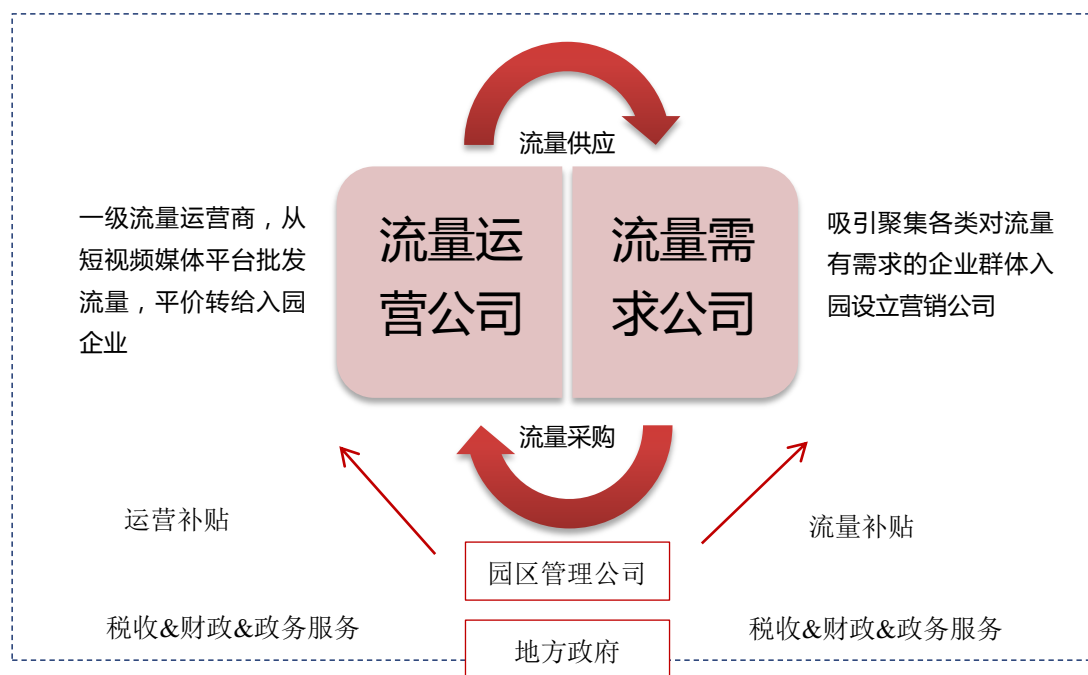 流量供应
一级流量运营商，从
短视频媒体平台批发
流量，平价转给入园
企业
流量运
营公司
流量需
求公司
吸引聚集各类对流量
有需求的企业群体入
园设立营销公司
流量采购
运营补贴
流量补贴
园区管理公司
税收&财政&政务服务
税收&财政&政务服务
地方政府